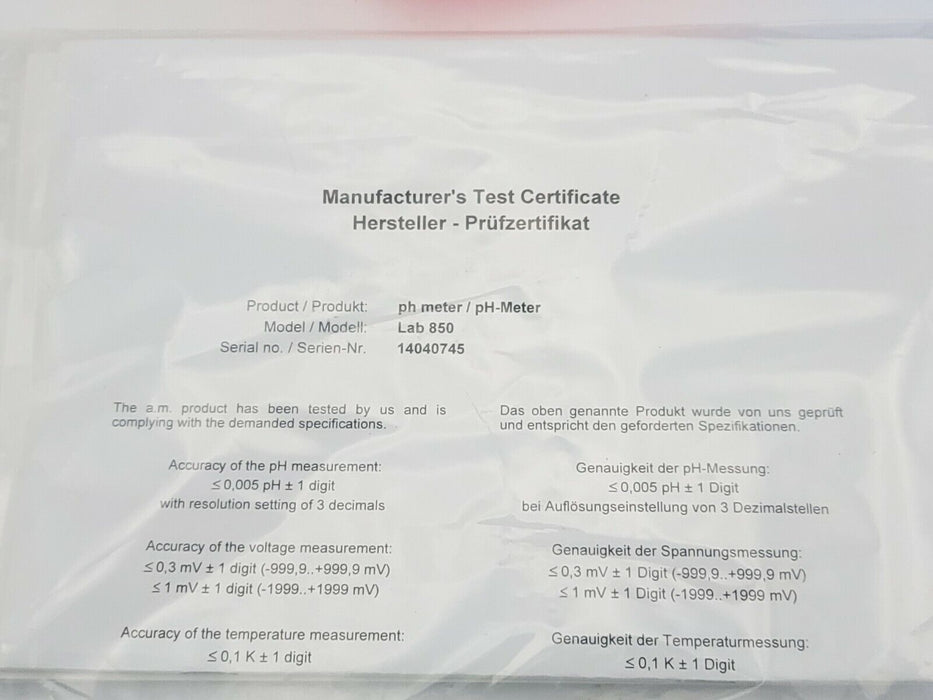 Manufacturer's Test Certificate
Hersteller - Prüfzertifikat
Product / Produkt: ph meter / pH-Meter
Model / Modell: Lab 850
Serial no. / Serien-Nr. 14040745
The a.m. product has been tested by us and is
complying with the demanded specifications.
Accuracy of the pH measurement:
≤ 0,005 pH ± 1 digit
with resolution setting of 3 decimals
Accuracy of the voltage measurement:
≤ 0,3 mV ± 1 digit (-999,9..+999,9 mV)
≤ 1 mV ± 1 digit (-1999..+1999 mV)
Accuracy of the temperature measurement:
≤ 0,1 K ± 1 digit
Das oben genannte Produkt wurde von uns geprüft
und entspricht den geforderten Spezifikationen.
Genauigkeit der pH-Messung:
≤ 0,005 pH ± 1 Digit
bei Auflösungseinstellung von 3 Dezimalstellen
Genauigkeit der Spannungsmessung:
≤ 0,3 mV ± 1 Digit (-999,9..+999,9 mV)
≤ 1 mV ± 1 Digit (-1999..+1999 mV)
Genauigkeit der Temperaturmessung:
≤ 0,1 K ± 1 Digit